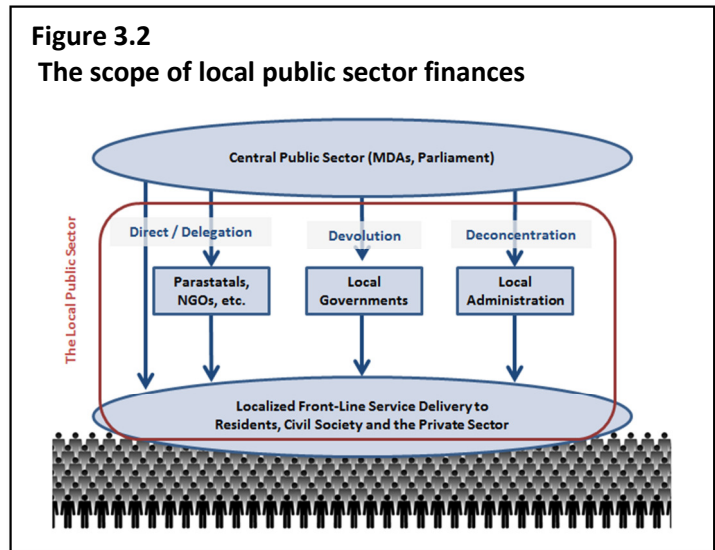 Figure 3.2
The scope of local public sector finances
Central Public Sector (MDAs, Parliament)
The Local Public Sector
Direct / Delegation
Devolution
Deconcentration
Parastatals,
NGOs, etc.
Local
Governments
Local
Administration
Localized Front-Line Service Delivery to
Residents, Civil Society and the Private Sector